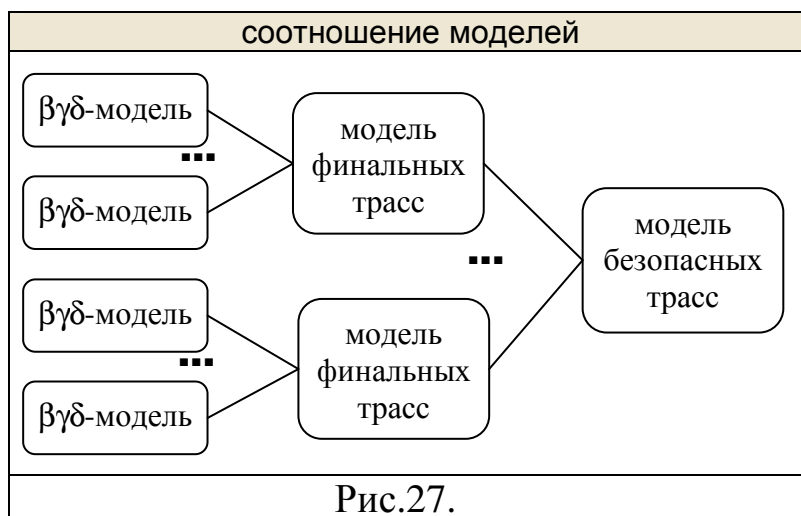 соотношение моделей
βγδ-модель
...
βγδ-модель
модель
финальных
трасс
βγδ-модель
...
βγδ-модель
модель
финальных
трасс
...
модель
безопасных
трасс
Рис.27.